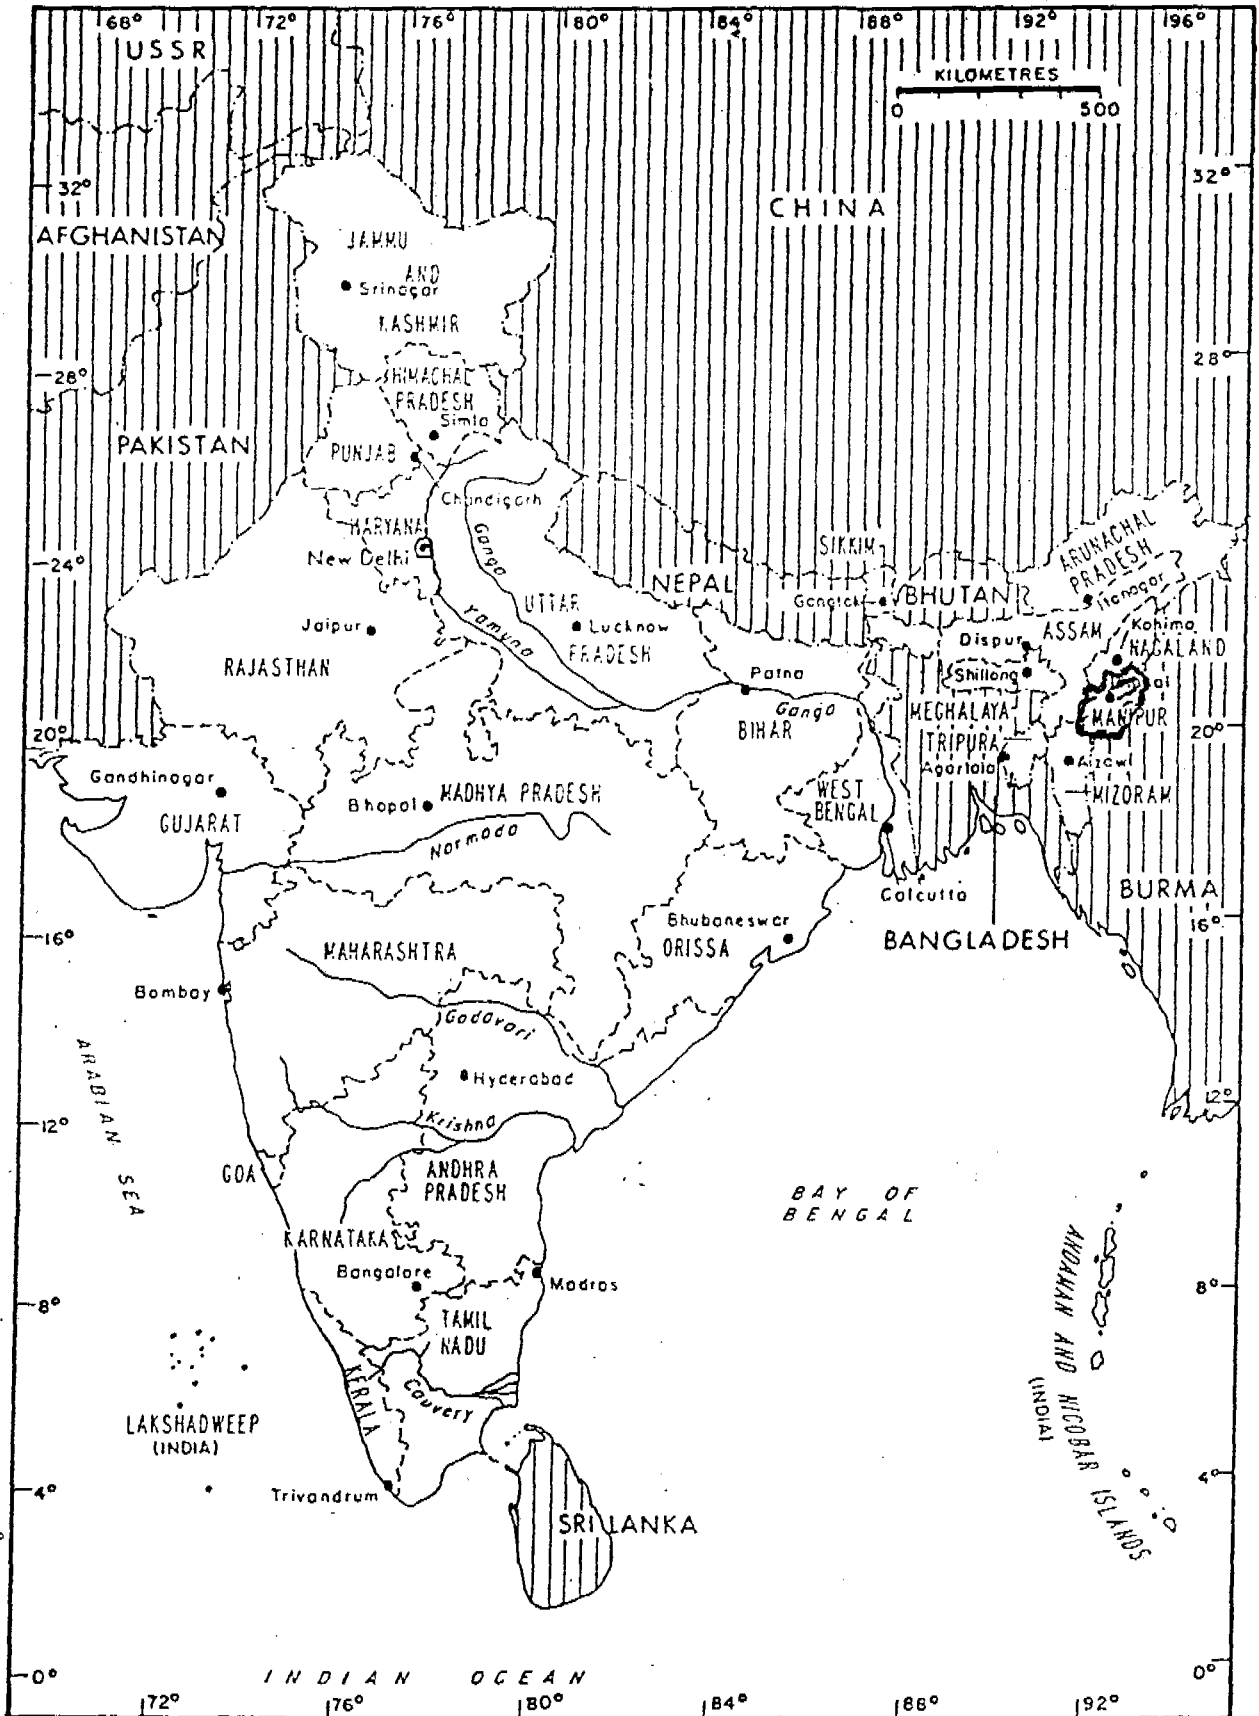 68° 72° 76° 80° 84° 88° 92° 96°
USSR
KILOMETRES
0 500
32° 32°
CHINA
AFGHANISTAN
JAMMU
AND
Srinagar
KASHMIR
28° 28°
HIMACHAL
PRADESH
Simla
PAKISTAN
PUNJAB
Chandigarh
HARYANA
New Delhi
Ganga
24°
SIKKIM
ARUNACHAL
PRADESH
NEPAL
Gangtok
BHUTAN
Itanagar
UTTAR
PRADESH
Yamuna
Jaipur
Lucknow
Dispur
ASSAM
Kohima
NAGALAND
RAJASTHAN
Patna
Shillong
Ganga
BIHAR
MEGHALAYA
MANIPUR
20° 20°
TRIPURA
Agartala
Aizawl
Gandhinagar
GUJARAT
Bhopal
MADHYA PRADESH
WEST
BENGAL
MIZORAM
Narmada
Calcutta
BURMA
16° 16°
Bhubaneswar
ORISSA
BANGLADESH
MAHARASHTRA
Bombay
Godavari
ARABIAN SEA
Hyderabad
12° 12°
Krishna
GOA
ANDHRA
PRADESH
BAY OF
BENGAL
KARNATAKA
Bangalore
Madras
8° 8°
TAMIL
NADU
ANDAMAN AND NICOBAR ISLANDS
(INDIA)
KERALA
Cauvery
LAKSHADWEEP
(INDIA)
4° 4°
Trivandrum
SRI LANKA
0° 0°
INDIAN OCEAN
72° 76° 80° 84° 88° 92°